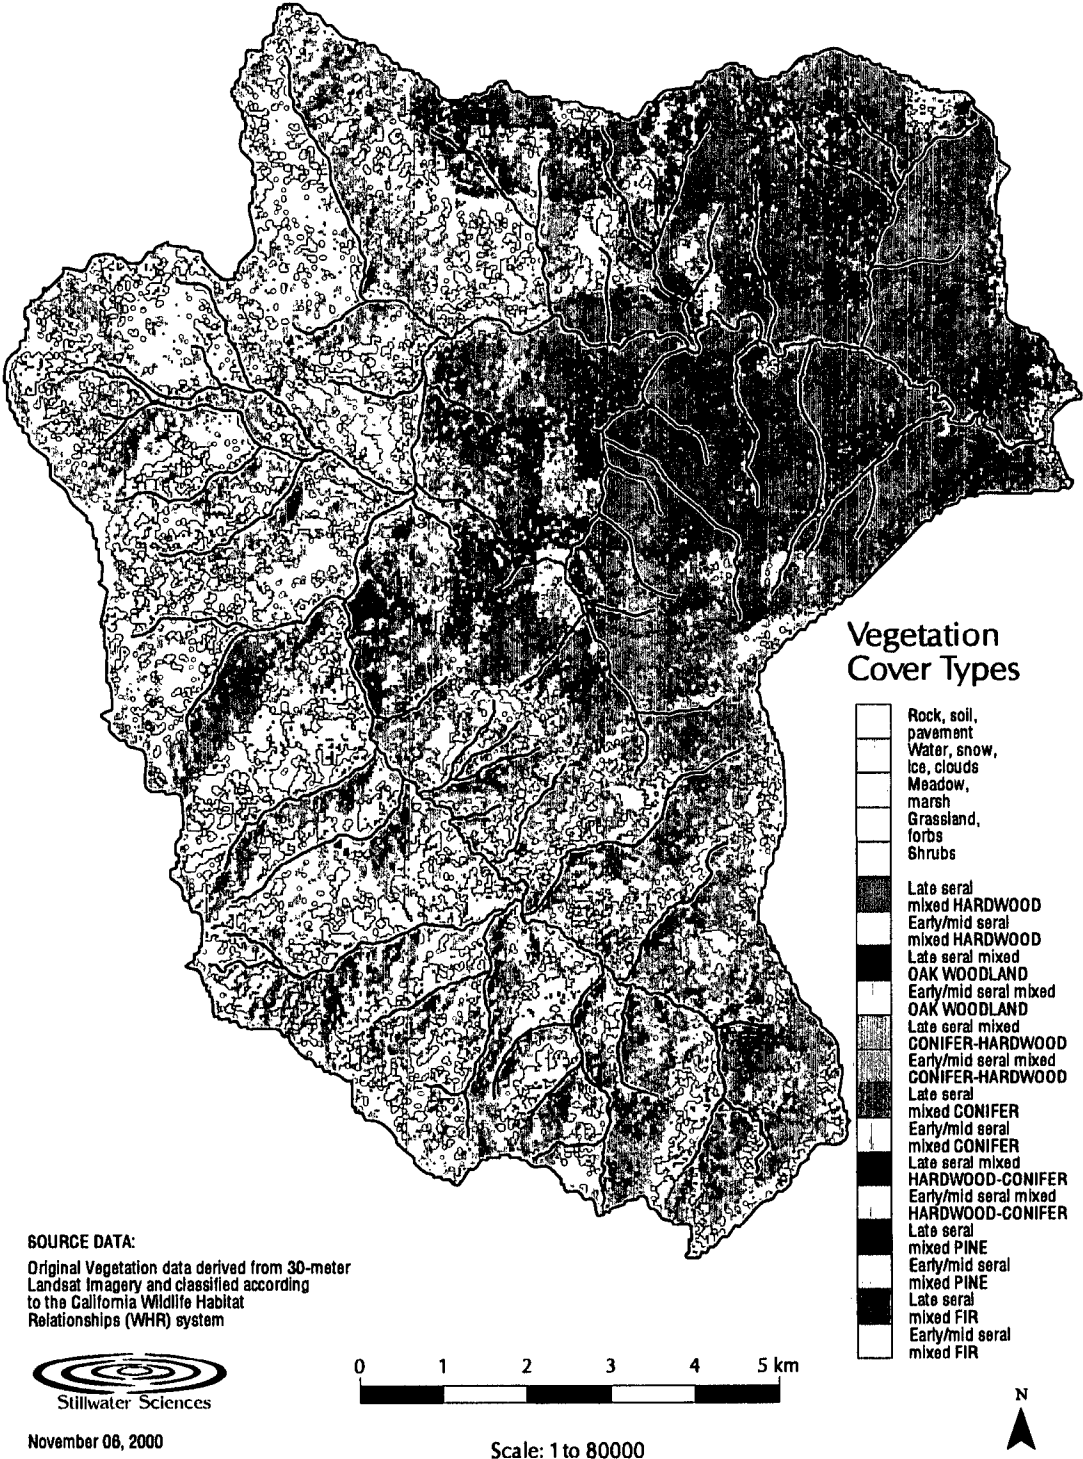 Vegetation
Cover Types
Rock, soil,
pavement
Water, snow,
Ice, clouds
Meadow,
marsh
Grassland,
forbs
Shrubs
Late seral
mixed HARDWOOD
Early/mid seral
mixed HARDWOOD
Late seral mixed
OAK WOODLAND
Early/mid seral mixed
OAK WOODLAND
Late seral mixed
CONIFER-HARDWOOD
Early/mid seral mixed
CONIFER-HARDWOOD
Late seral
mixed CONIFER
Early/mid seral
mixed CONIFER
Late seral mixed
HARDWOOD-CONIFER
Early/mid seral mixed
HARDWOOD-CONIFER
Late seral
mixed PINE
Early/mid seral
mixed PINE
Late seral
mixed FIR
Early/mid seral
mixed FIR
SOURCE DATA:
Original Vegetation data derived from 30-meter
Landsat Imagery and classified according
to the California Wildlife Habitat
Relationships (WHR) system
Stillwater Sciences
November 06, 2000
0 1 2 3 4 5 km
Scale: 1 to 80000
N